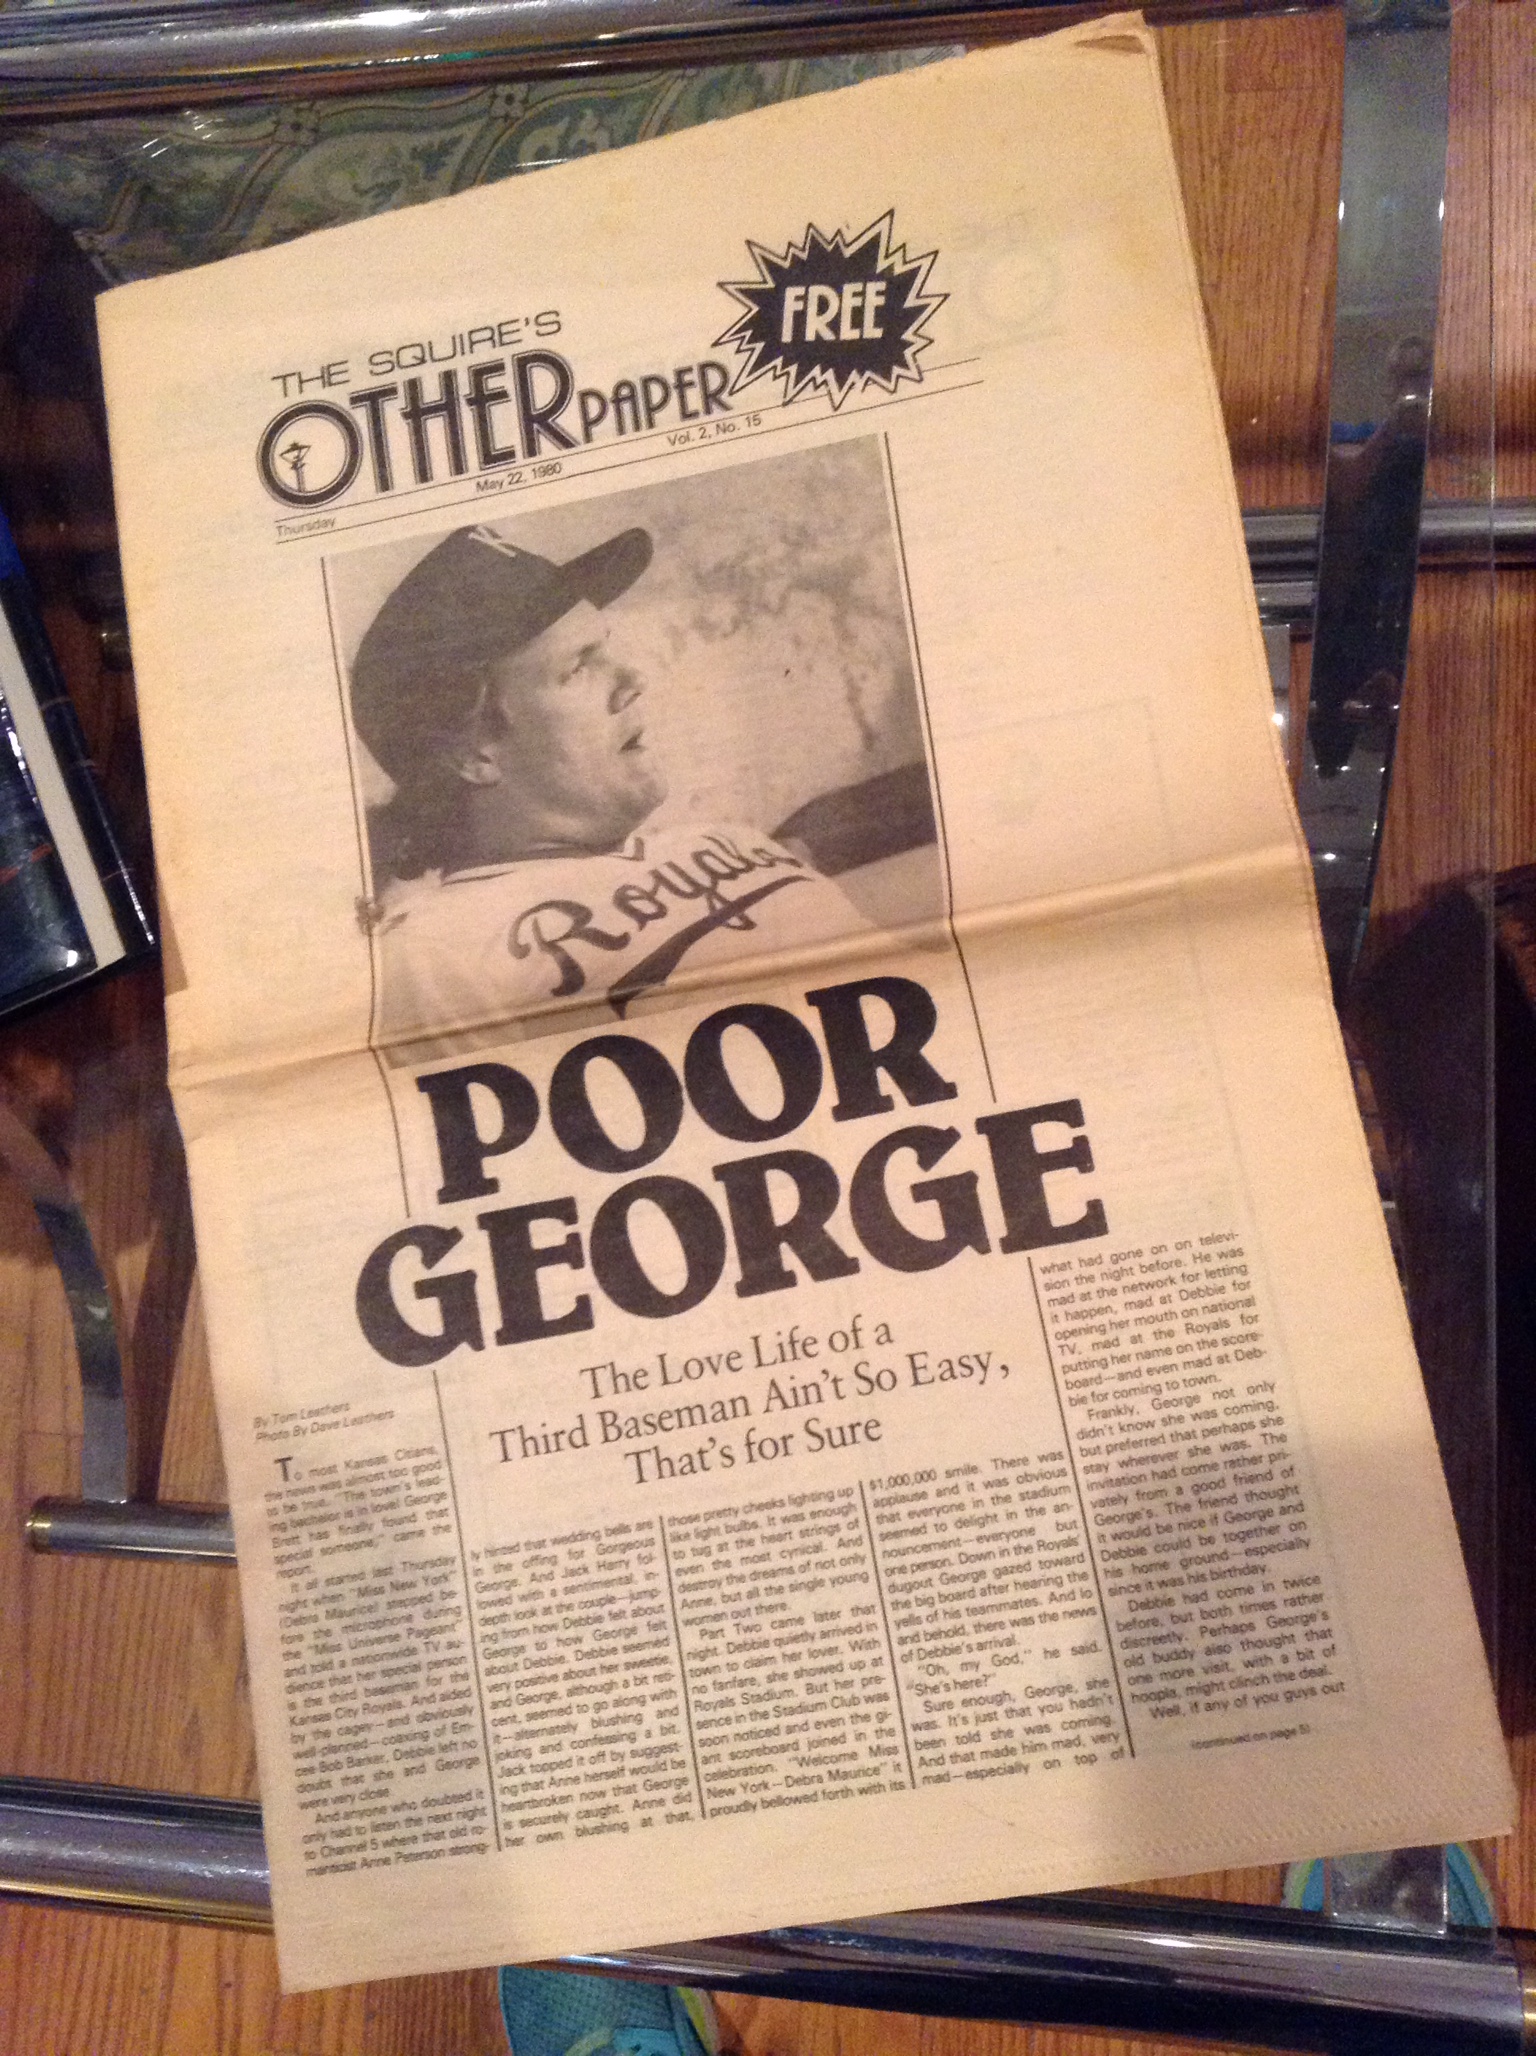 THE SQUIRE'S
OTHER PAPER
FREE
Thursday
May 22, 1980
Vol. 2, No. 15
K
Royals
POOR
GEORGE
The Love Life of a
Third Baseman Ain't So Easy,
That's for Sure
By Tom Leathers
Photo By Dave Leathers
To most Kansas Citians,
the news was almost too good
to be true. "The town's lead-
ing bachelor is in love! George
Brett has finally found that
special someone," came the
report.
It all started last Thursday
night when "Miss New York"
(Debra Maurice) stepped be-
fore the microphone during
the "Miss Universe Pageant"
and told a nationwide TV au-
dience that her special person
is the third baseman for the
Kansas City Royals. And aided
by the cagey—and obviously
well-planned—coaxing of Em-
cee Bob Barker, Debbie left no
doubt that she and George
were very close.
And anyone who doubted it
only had to listen the next night
to Channel 5 where that old ro-
manticist Anne Peterson strong-
ly hinted that wedding bells are
in the offing for Gorgeous
George. And Jack Harry fol-
lowed with a sentimental, in-
depth look at the couple—jump-
ing from how Debbie felt about
George to how George felt
about Debbie. Debbie seemed
very positive about her sweetie,
and George, although a bit reti-
cent, seemed to go along with
it—alternately blushing and
joking and confessing a bit.
Jack topped it off by suggest-
ing that Anne herself would be
heartbroken now that George
is securely caught. Anne did
her own blushing at that,
those pretty cheeks lighting up
like light bulbs. It was enough
to tug at the heart strings of
even the most cynical. And
destroy the dreams of not only
Anne, but all the single young
women out there.
Part Two came later that
night. Debbie quietly arrived in
town to claim her lover. With
no fanfare, she showed up at
Royals Stadium. But her pre-
sence in the Stadium Club was
soon noticed and even the gi-
ant scoreboard joined in the
celebration. "Welcome Miss
New York—Debra Maurice" it
proudly bellowed forth with its
$1,000,000 smile. There was
applause and it was obvious
that everyone in the stadium
seemed to delight in the an-
nouncement—everyone but
one person. Down in the Royals'
dugout George gazed toward
the big board after hearing the
yells of his teammates. And lo
and behold, there was the news
of Debbie's arrival.
"Oh, my God," he said.
"She's here?"
Sure enough, George, she
was. It's just that you hadn't
been told she was coming.
And that made him mad, very
mad—especially on top of
what had gone on on televi-
sion the night before. He was
mad at the network for letting
it happen, mad at Debbie for
opening her mouth on national
TV, mad at the Royals for
putting her name on the score-
board—and even mad at Deb-
bie for coming to town.
Frankly, George not only
didn't know she was coming,
but preferred that perhaps she
stay wherever she was. The
invitation had come rather pri-
vately from a good friend of
George's. The friend thought
it would be nice if George and
Debbie could be together on
his home ground—especially
since it was his birthday.
Debbie had come in twice
before, but both times rather
discreetly. Perhaps George's
old buddy also thought that
one more visit, with a bit of
hoopla, might clinch the deal.
Well, if any of you guys out
(continued on page 5)